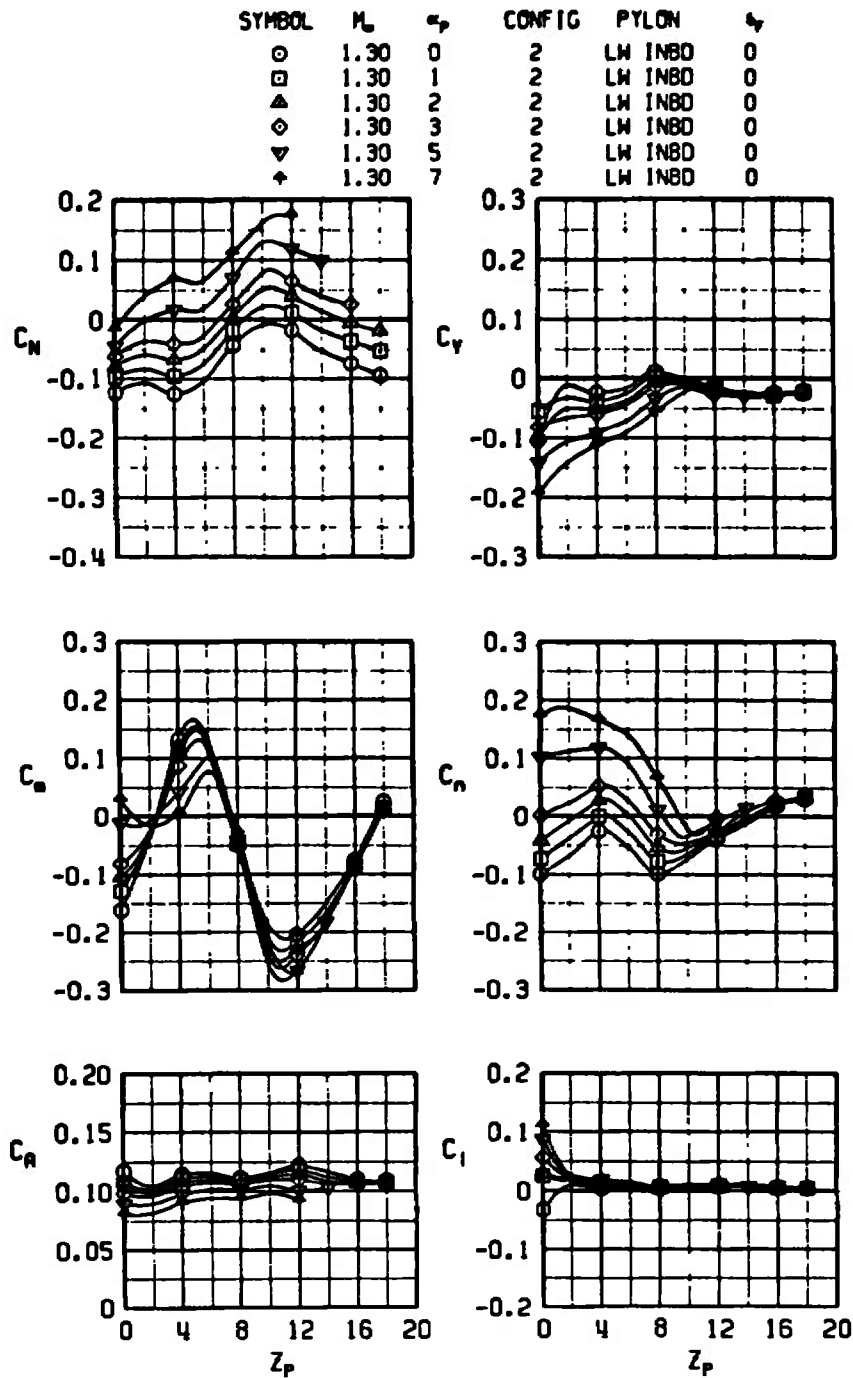 SYMBOL M∞ αp CONFIG PYLON
1.30 0 2 LW INBD 0
1.30 1 2 LW INBD 0
1.30 2 2 LW INBD 0
1.30 3 2 LW INBD 0
1.30 5 2 LW INBD 0
1.30 7 2 LW INBD 0
0.2 0.3
0.1 0.2
0 0.1
CN CY
-0.1 0
-0.2 -0.1
-0.3 -0.2
-0.4 -0.3
0.3 0.3
0.2 0.2
0.1 0.1
Cm Cn
0 0
-0.1 -0.1
-0.2 -0.2
-0.3 -0.3
0.20 0.2
0.15 0.1
CA Cl
0.10 0
0.05 -0.1
0 -0.2
0 4 8 12 16 20 0 4 8 12 16 20
ZP ZP